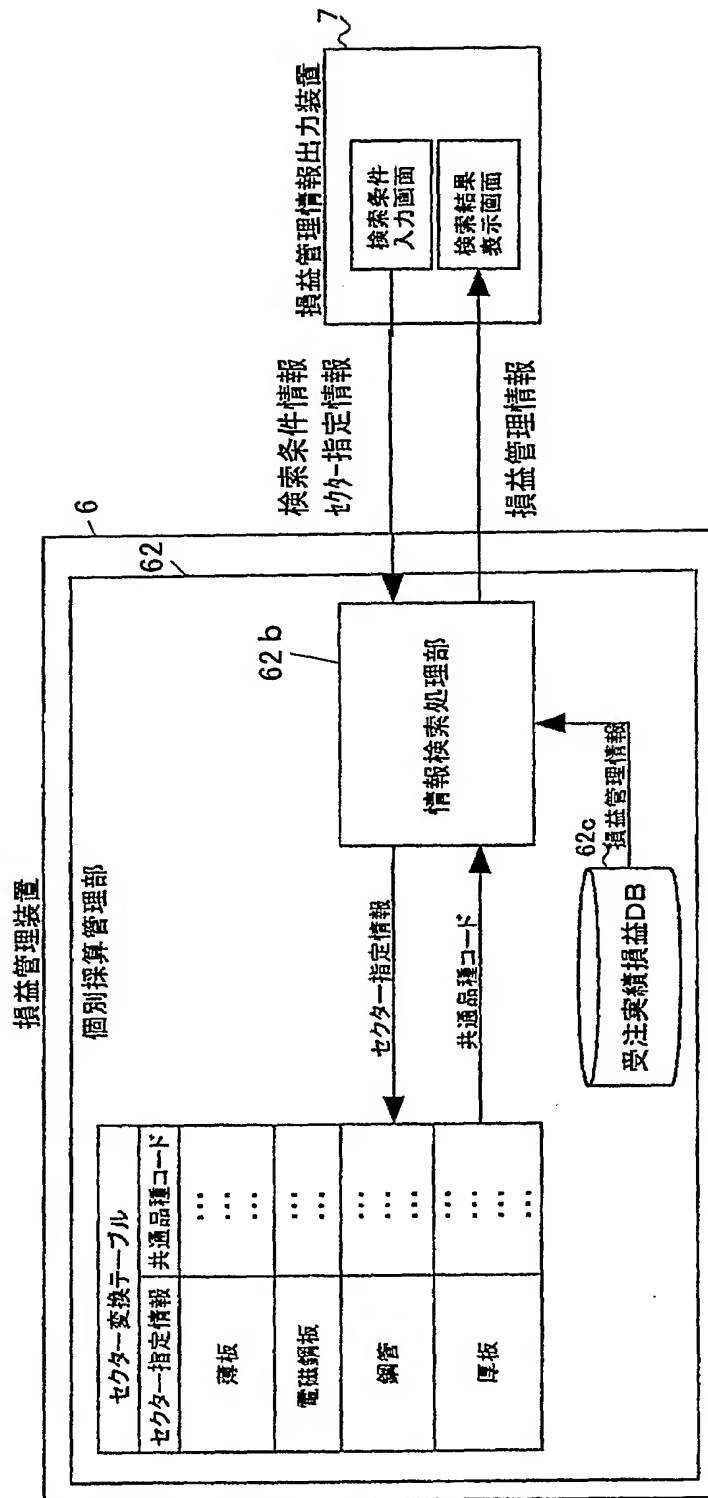 損益管理装置
6
個別採算管理部
62
セクター変換テーブル
セクター指定情報
共通品種コード
薄板
⋯
⋯
⋯
電磁鋼板
⋯
⋯
鋼管
⋯
⋯
⋯
厚板
⋯
⋯
⋯
⋯
セクター指定情報
共通品種コード
62b
情報検索処理部
62c
損益管理情報
受注実績損益DB
検索条件情報
セクター指定情報
損益管理情報
損益管理情報出力装置
7
検索条件
入力画面
検索結果
表示画面